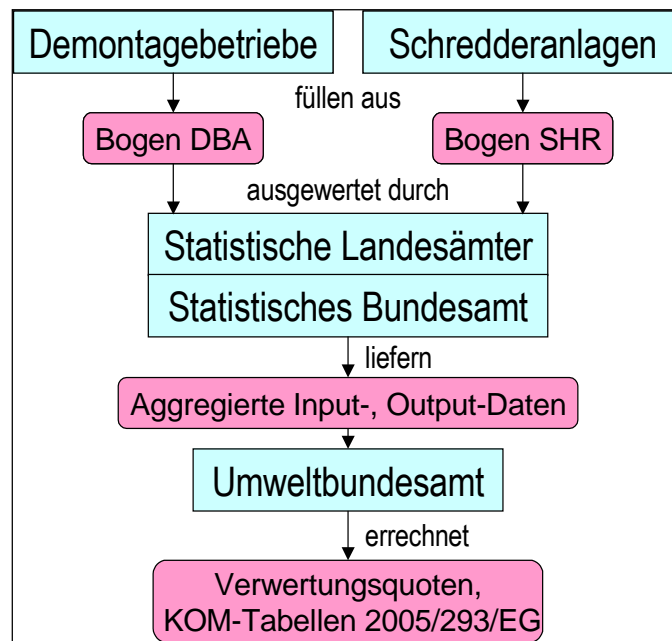 Demontagebetriebe
Schredderanlagen
füllen aus
Bogen DBA
Bogen SHR
ausgewertet durch
Statistische Landesämter
Statistisches Bundesamt
liefern
Aggregierte Input-, Output-Daten
Umweltbundesamt
errechnet
Verwertungsquoten,
KOM-Tabellen 2005/293/EG